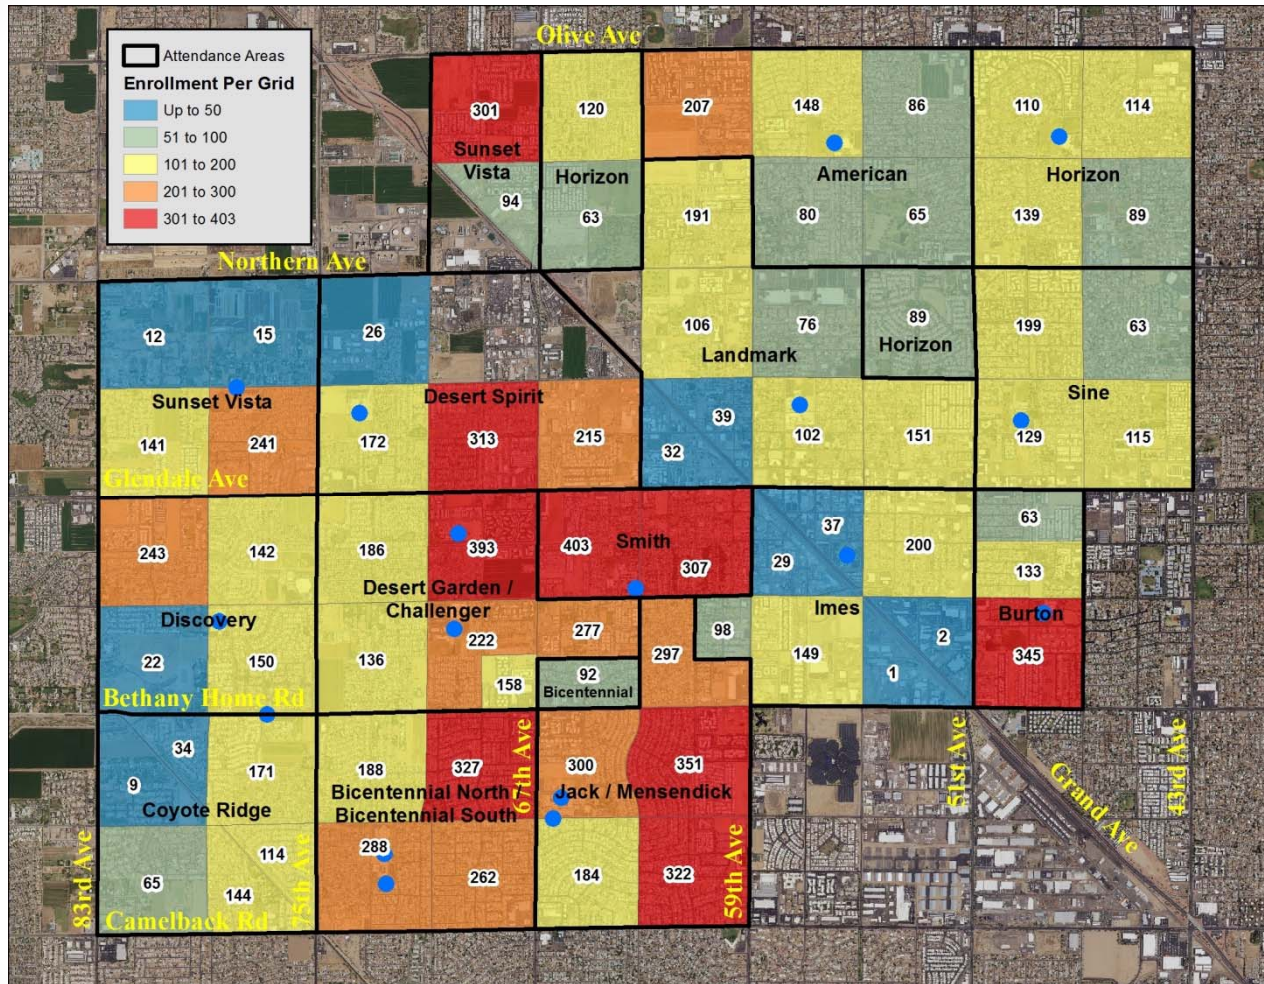 Olive Ave
Attendance Areas
Enrollment Per Grid
Up to 50
51 to 100
101 to 200
201 to 300
301 to 403
301
120
207
148
86
110
114
Sunset
Vista
Horizon
American
Horizon
94
63
191
80
65
139
89
Northern Ave
12
15
26
106
76
89
199
63
Landmark
Horizon
Sunset Vista
Desert Spirit
Sine
141
241
172
313
215
32
39
102
151
129
115
Glendale Ave
243
142
186
393
403
Smith
307
29
37
200
63
133
Desert Garden /
Challenger
Discovery
Imes
Burton
22
150
136
222
277
297
98
149
1
2
345
158
92
Bicentennial
Bethany Home Rd
9
34
171
188
327
67th Ave
300
351
51st Ave
Grand Ave
43rd Ave
Coyote Ridge
Bicentennial North /
Bicentennial South
Jack / Mensendick
83rd Ave
65
144
114
75th Ave
288
262
184
322
59th Ave
Camelback Rd